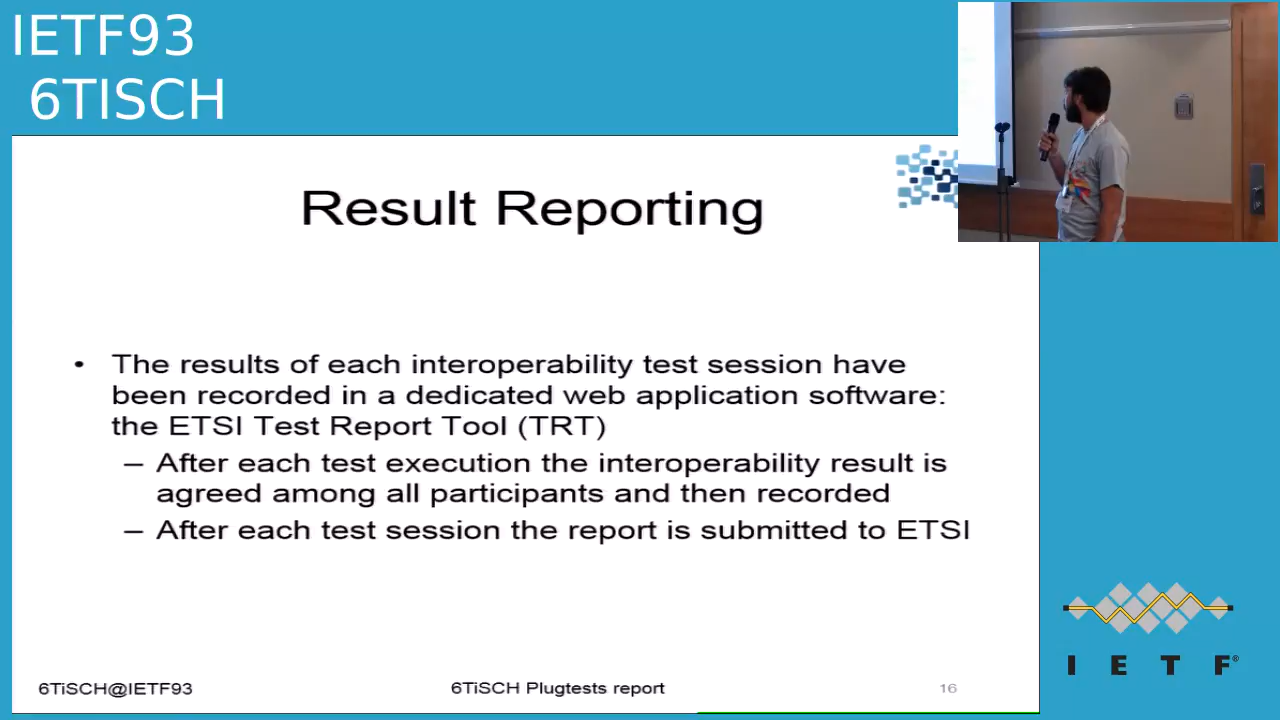 IETF93
6TISCH
Result Reporting
• The results of each interoperability test session have
been recorded in a dedicated web application software:
the ETSI Test Report Tool (TRT)
– After each test execution the interoperability result is
agreed among all participants and then recorded
– After each test session the report is submitted to ETSI
6TiSCH@IETF93
6TiSCH Plugtests report
16
I E T F®